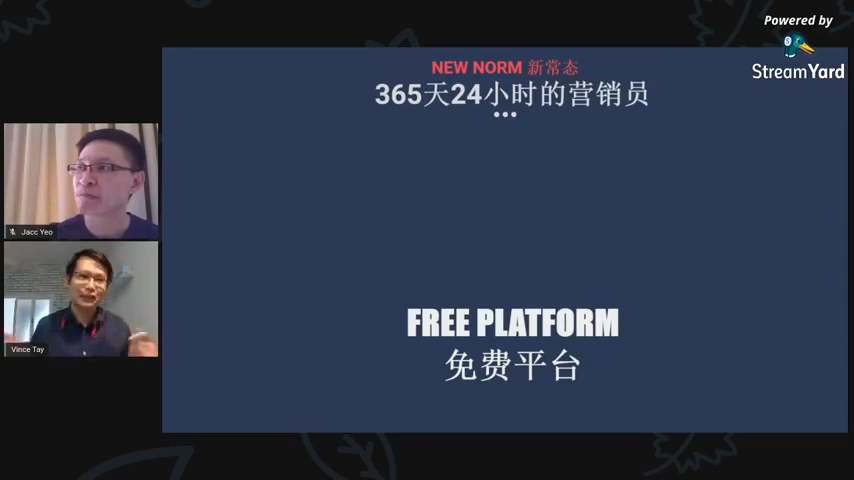 Powered by
StreamYard
NEW NORM 新常态
365天24小时的营销员
Jacc Yeo
Vince Tay
FREE PLATFORM
免费平台